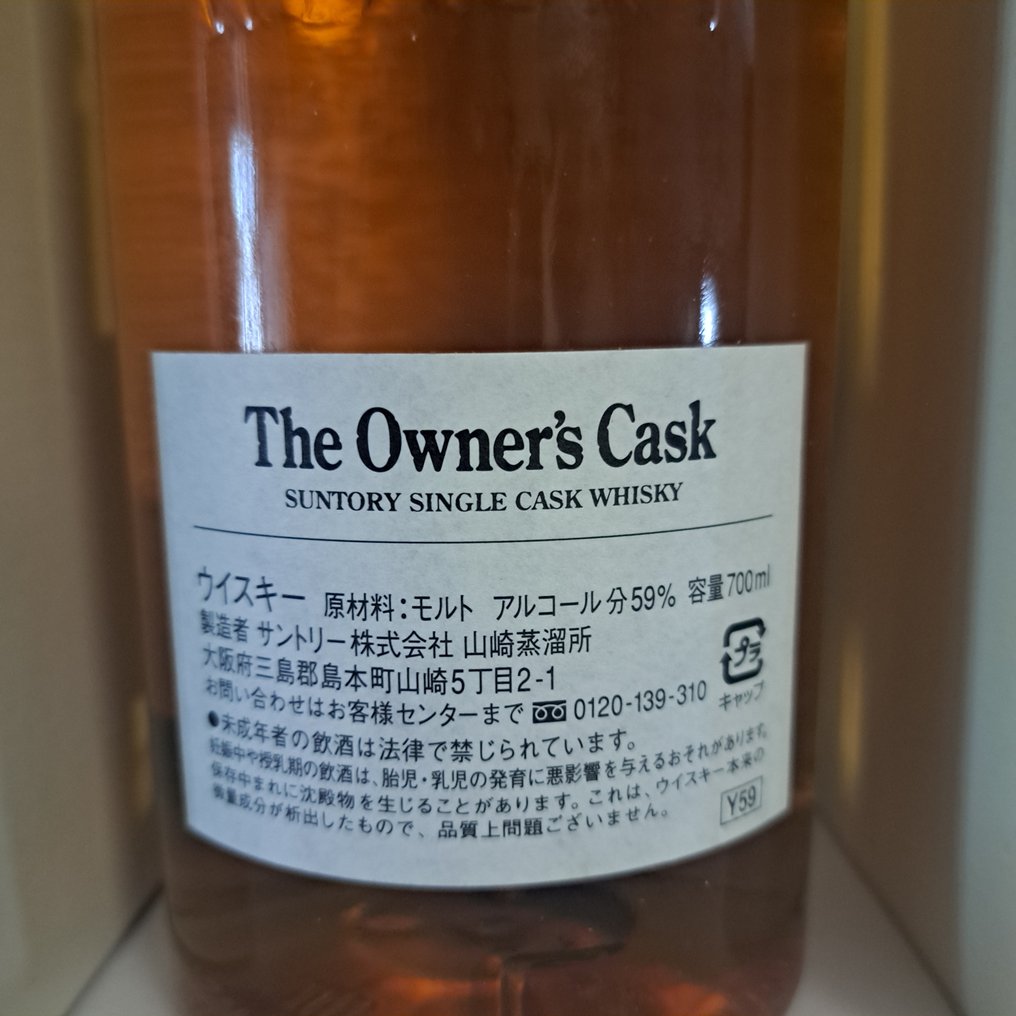 The Owner's Cask
SUNTORY SINGLE CASK WHISKY
ウイスキー 原材料：モルト アルコール分59% 容量700ml
製造者 サントリー株式会社 山崎蒸溜所
大阪府三島郡島本町山崎5丁目2-1
お問い合わせはお客様センターまで 0120-139-310
プラ
キャップ
●未成年者の飲酒は法律で禁じられています。
妊娠中や授乳期の飲酒は、胎児・乳児の発育に悪影響を与えるおそれがあります。
保存中まれに沈殿物を生じることがあります。これは、ウイスキー本来の
微量成分が析出したもので、品質上問題ございません。
Y59